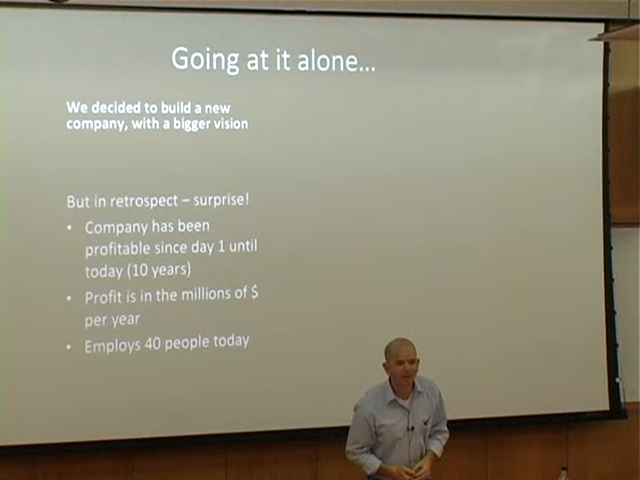 Going at it alone...
We decided to build a new
company, with a bigger vision
But in retrospect – surprise!
• Company has been
profitable since day 1 until
today (10 years)
• Profit is in the millions of $
per year
• Employs 40 people today